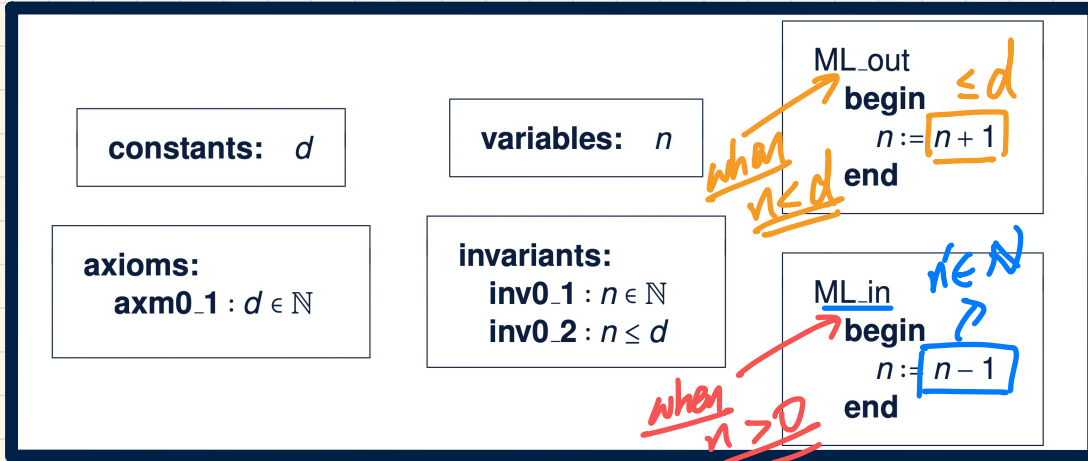 constants: d
axioms:
axm0_1 : d ∈ ℕ
variables: n
invariants:
inv0_1 : n ∈ ℕ
inv0_2 : n ≤ d
ML_out
begin
n := n + 1
end
≤ d
when
n < d
ML_in
begin
n := n − 1
end
n' ∈ ℕ
when
n > 0